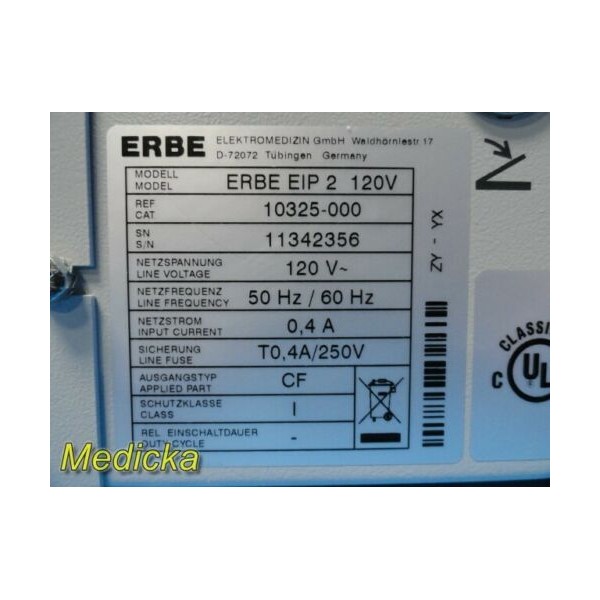 ERBE ELEKTROMEDIZIN GmbH Waldhörnlestr 17
D-72072 Tübingen Germany
MODELL
MODEL
ERBE EIP 2 120V
REF
CAT
10325-000
SN
S/N
11342356
NETZSPANNUNG
LINE VOLTAGE
120 V~
NETZFREQUENZ
LINE FREQUENCY
50 Hz / 60 Hz
NETZSTROM
INPUT CURRENT
0,4 A
SICHERUNG
LINE FUSE
T0,4A/250V
AUSGANGSTYP
APPLIED PART
CF
SCHUTZKLASSE
CLASS
I
REL EINSCHALTDAUER
DUTY CYCLE
-
ZY - YX
CLASSI
C UL
Medicka